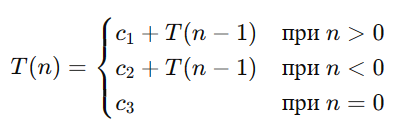 c₁ + T(n − 1) при n > 0
T(n) = { c₂ + T(n − 1) при n < 0
c₃ при n = 0